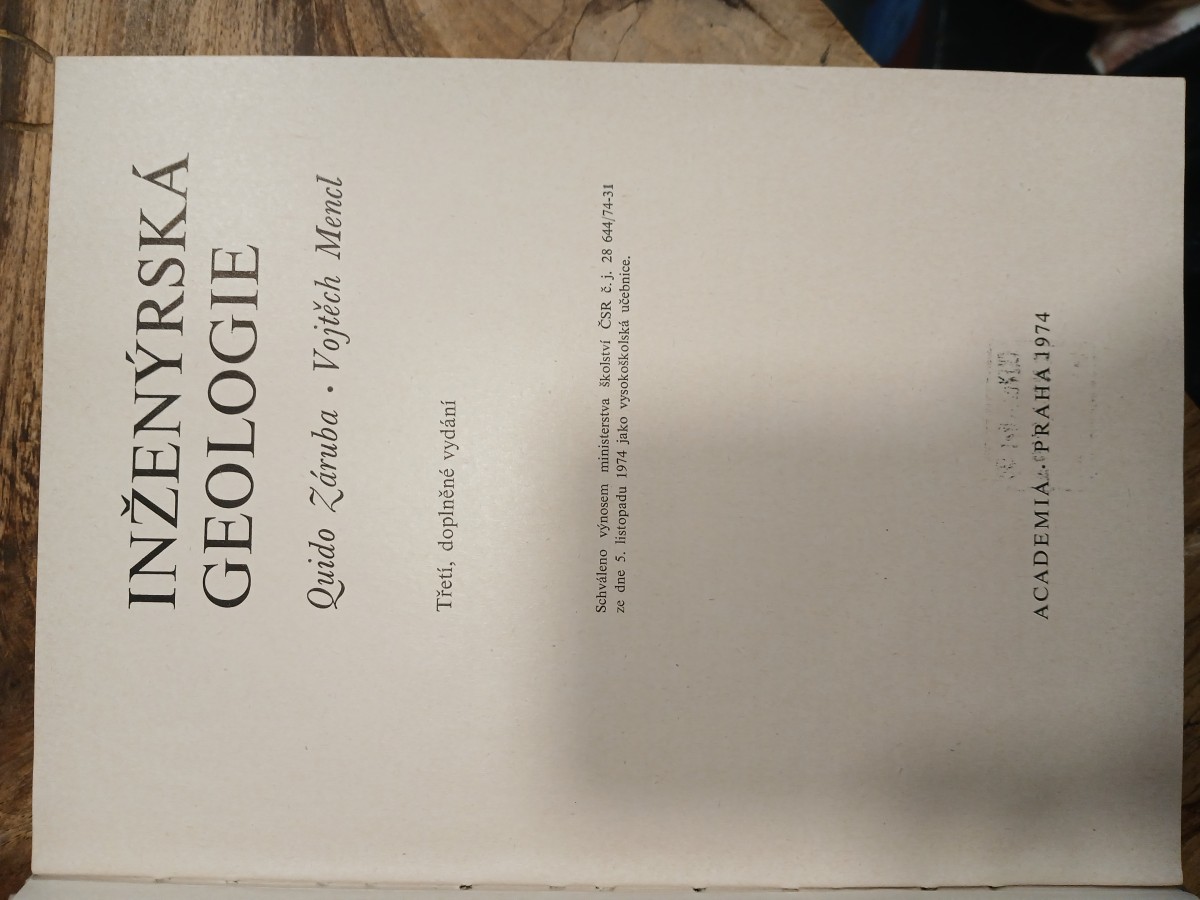 INŽENÝRSKÁ
GEOLOGIE
Quido Záruba · Vojtěch Mencl
Třetí, doplněné vydání
Schváleno výnosem ministerstva školství ČSR č. j. 28 644/74-31
ze dne 5. listopadu 1974 jako vysokoškolská učebnice.
ACADEMIA · PRAHA 1974